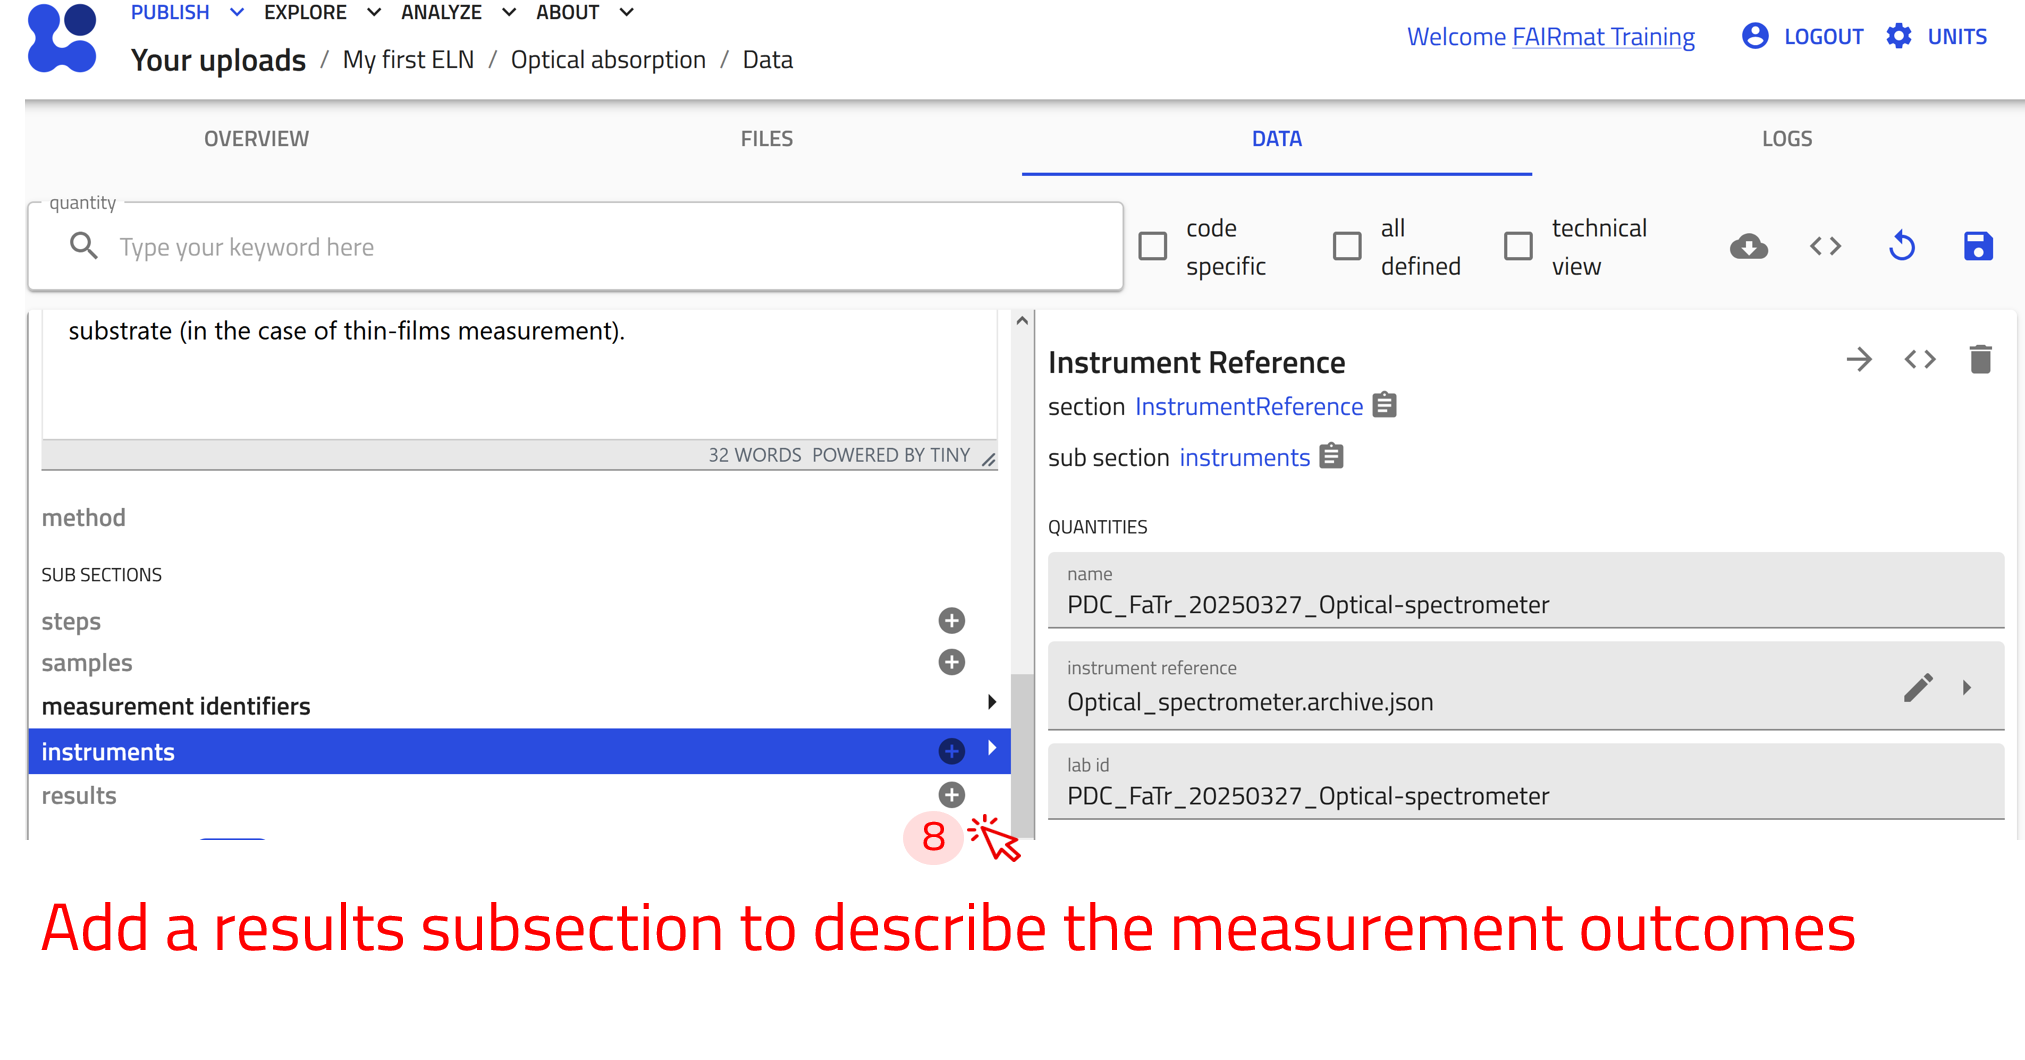 PUBLISH EXPLORE ANALYZE ABOUT
Your uploads / My first ELN / Optical absorption / Data
Welcome FAIRmat Training LOGOUT UNITS
OVERVIEW FILES DATA LOGS
quantity
Type your keyword here
code specific
all defined
technical view
substrate (in the case of thin-films measurement).
32 WORDS POWERED BY TINY
method
SUB SECTIONS
steps
samples
measurement identifiers
instruments
results
Instrument Reference
section InstrumentReference
sub section instruments
QUANTITIES
name
PDC_FaTr_20250327_Optical-spectrometer
instrument reference
Optical_spectrometer.archive.json
lab id
PDC_FaTr_20250327_Optical-spectrometer
8
Add a results subsection to describe the measurement outcomes